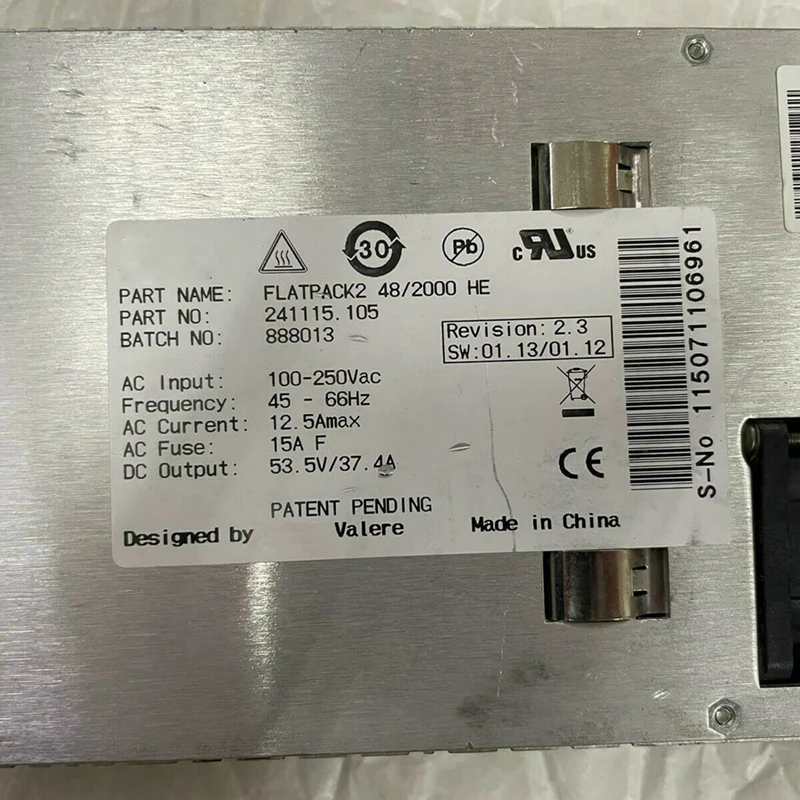 30
Pb
c RU US
PART NAME: FLATPACK2 48/2000 HE
PART NO: 241115.105
BATCH NO: 888013
Revision: 2.3
SW:01.13/01.12
AC Input: 100-250Vac
Frequency: 45 - 66Hz
AC Current: 12.5Amax
AC Fuse: 15A F
DC Output: 53.5V/37.4A
CE
PATENT PENDING
Designed by Valere Made in China
S-No 115071106961